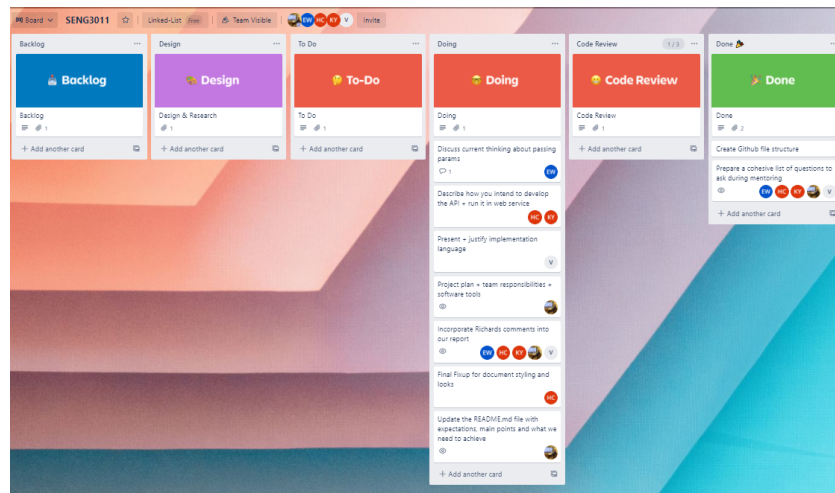 Board
SENG3011
Linked-List Free
Team Visible
EW HC KY V
Invite
Backlog
Backlog
Backlog
1
+ Add another card
Design
Design
Design & Research
1
+ Add another card
To Do
To-Do
To Do
1
+ Add another card
Doing
Doing
Doing
1
Discuss current thinking about passing
params
1
EW
Describe how you intend to develop
the API + run it in web service
HC KY
Present + justify implementation
language
V
Project plan + team responsibilities +
software tools
Incorporate Richards comments into
our report
EW HC KY V
Final Fixup for document styling and
looks
HC
Update the README.md file with
expectations, main points and what we
need to achieve
+ Add another card
Code Review
1/3
Code Review
Code Review
1
+ Add another card
Done
Done
Done
2
Create Github file structure
Prepare a cohesive list of questions to
ask during mentoring
EW HC KY V
+ Add another card